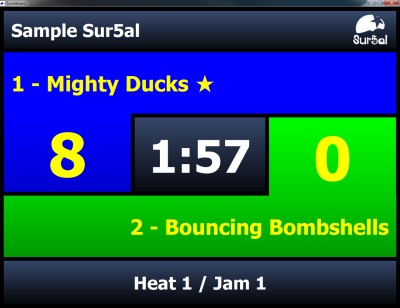 Sample Sur5al
Sur5al
1 - Mighty Ducks ★
8
1:57
0
2 - Bouncing Bombshells
Heat 1 / Jam 1